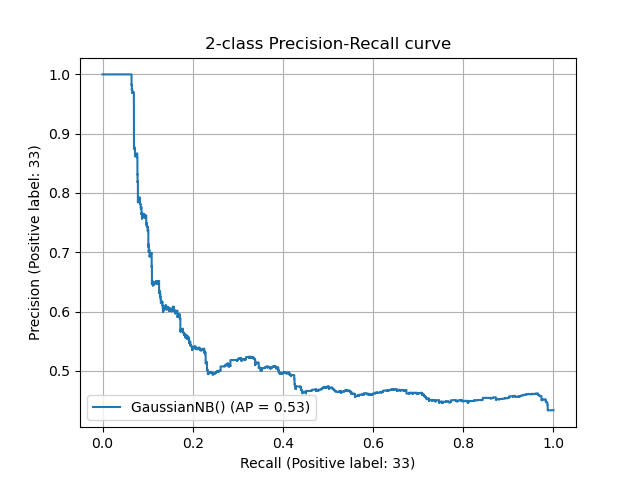 2-class Precision-Recall curve
1.0
0.9
0.8
0.7
0.6
0.5
Precision (Positive label: 33)
GaussianNB() (AP = 0.53)
0.0 0.2 0.4 0.6 0.8 1.0
Recall (Positive label: 33)